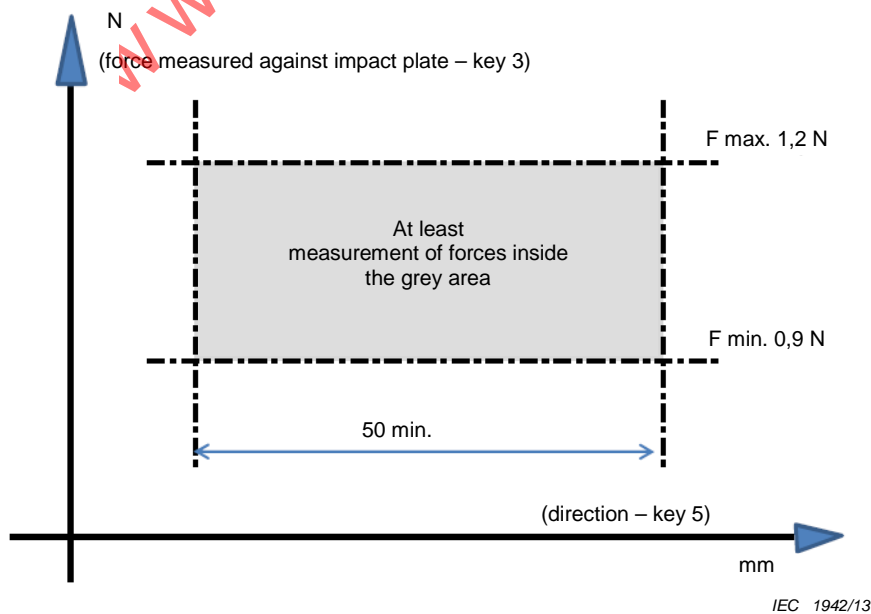 N
(force measured against impact plate – key 3)
F max. 1,2 N
At least
measurement of forces inside
the grey area
F min. 0,9 N
50 min.
(direction – key 5)
mm
IEC 1942/13